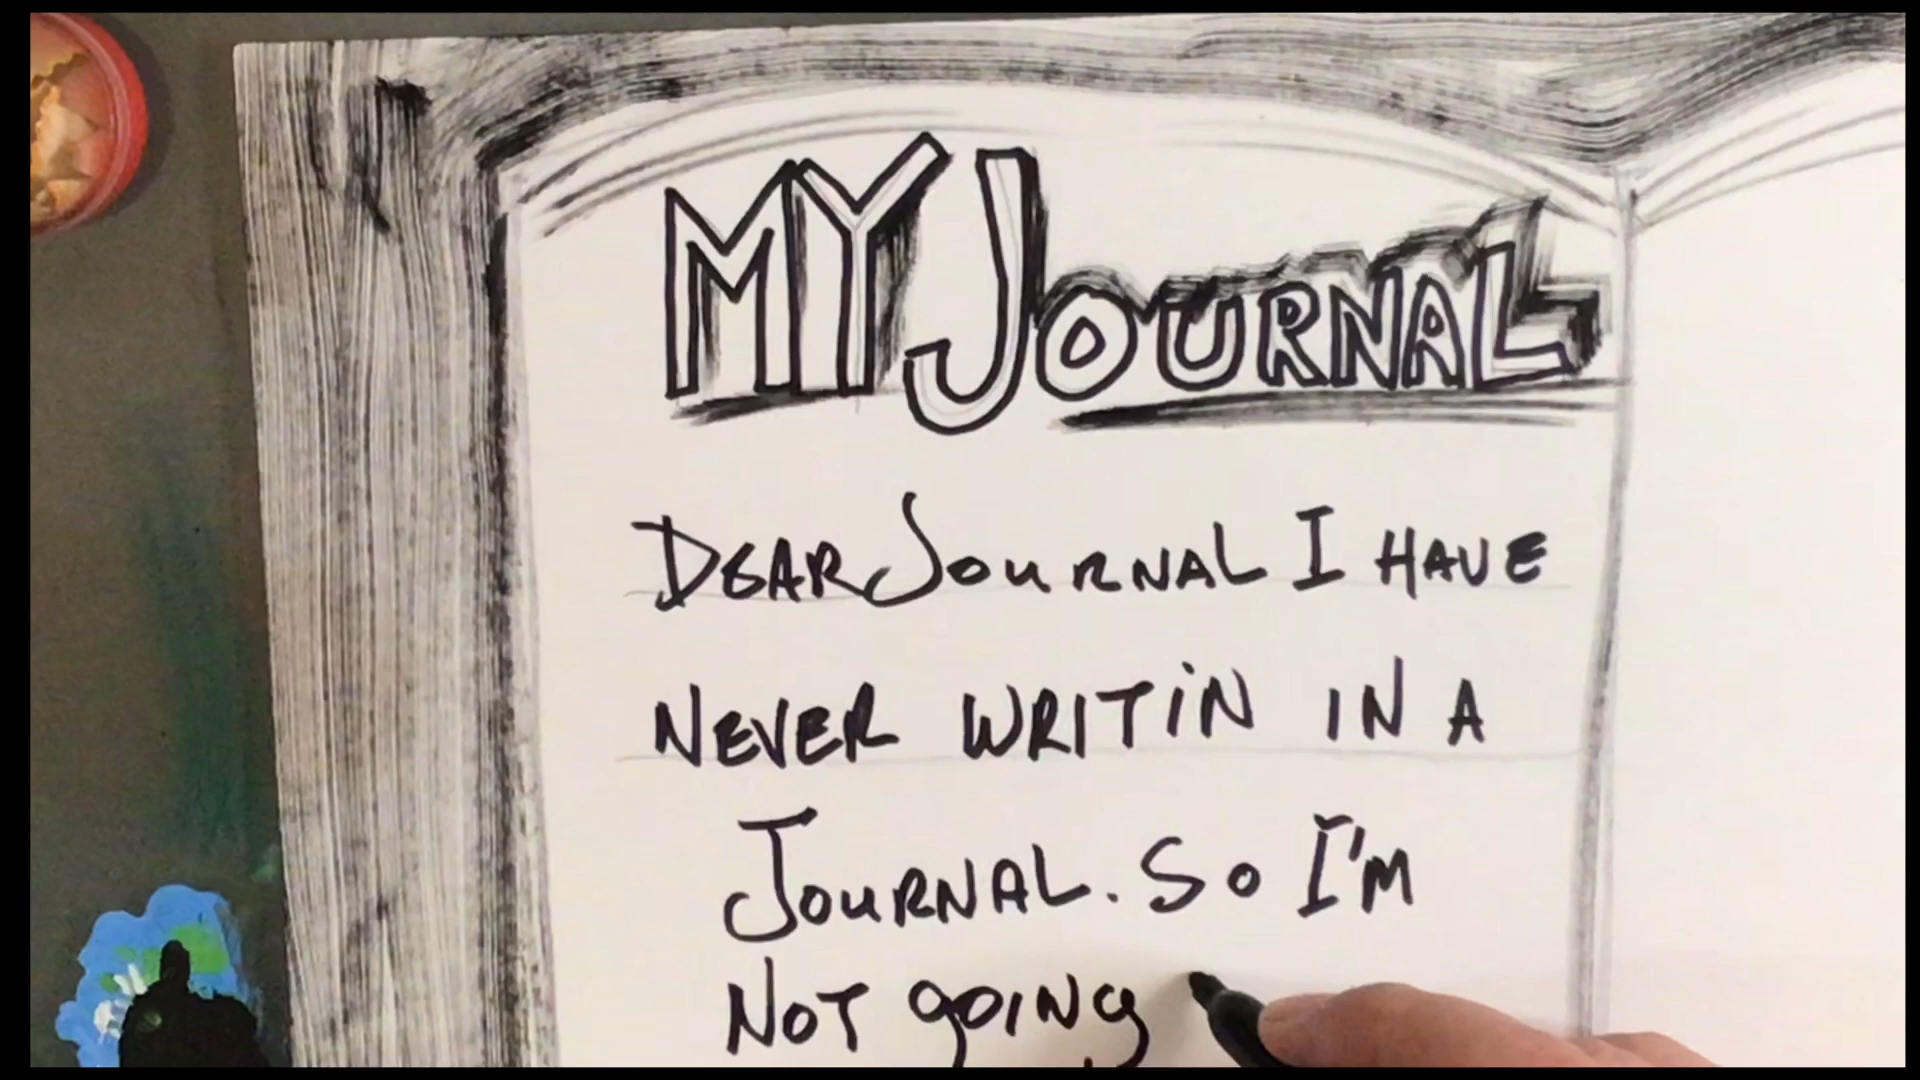 MY JOURNAL
DEAR JOURNAL I HAVE
NEVER WRITIN IN A
JOURNAL. SO I'M
NOT going